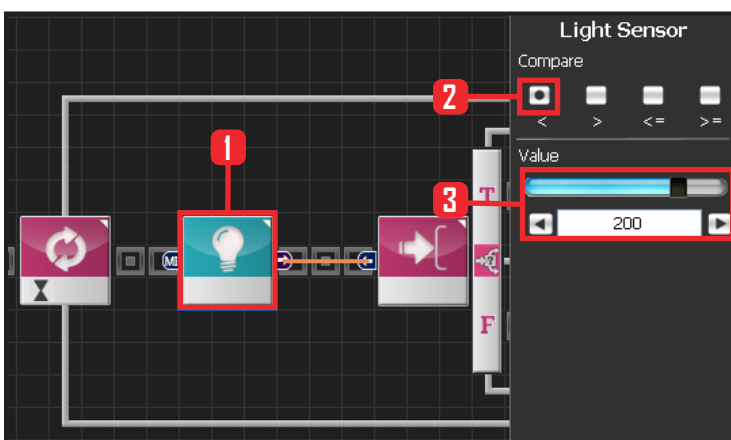 Light Sensor
Compare
2
< > <= >=
1
Value
3
T
200
F